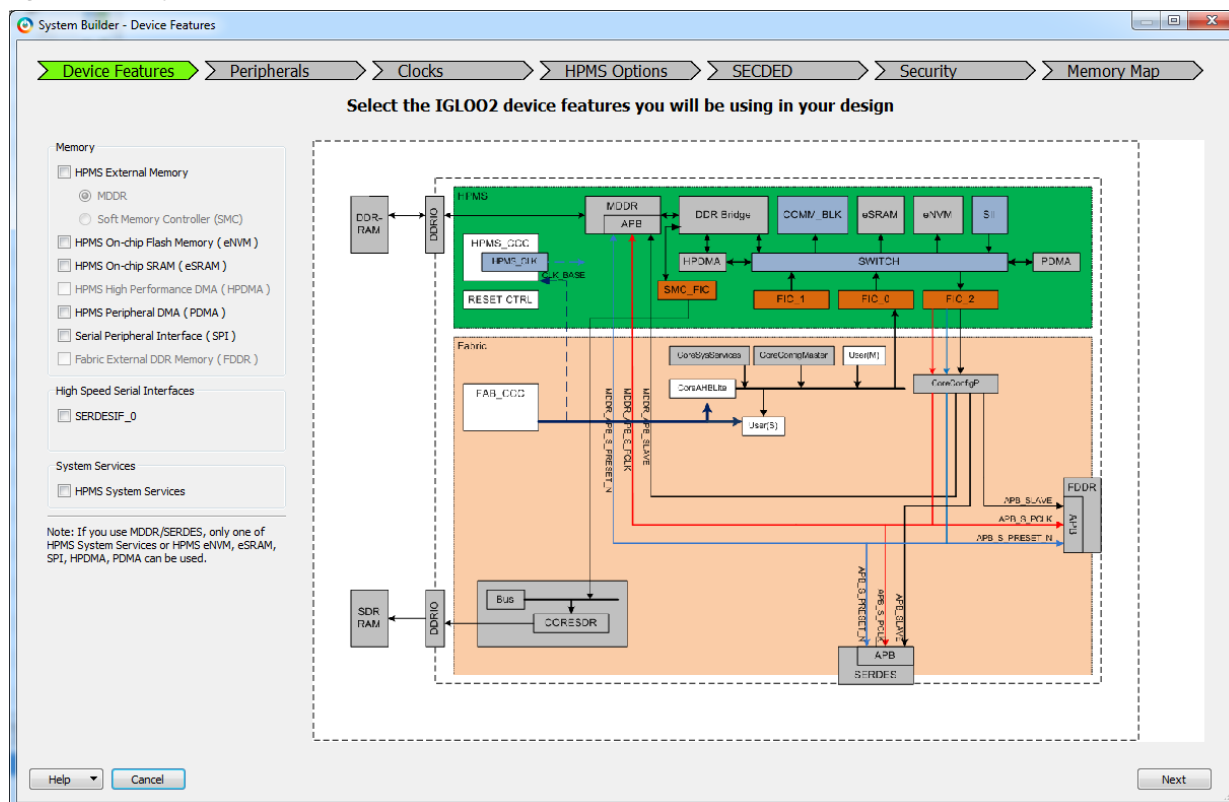 System Builder - Device Features
Device Features
Peripherals
Clocks
HPMS Options
SECDED
Security
Memory Map
Select the IGLOO2 device features you will be using in your design
Memory
HPMS External Memory
MDDR
Soft Memory Controller (SMC)
HPMS On-chip Flash Memory ( eNVM )
HPMS On-chip SRAM ( eSRAM )
HPMS High Performance DMA ( HPDMA )
HPMS Peripheral DMA ( PDMA )
Serial Peripheral Interface ( SPI )
Fabric External DDR Memory ( FDDR )
High Speed Serial Interfaces
SERDESIF_0
System Services
HPMS System Services
Note: If you use MDDR/SERDES, only one of
HPMS System Services or HPMS eNVM, eSRAM,
SPI, HPDMA, PDMA can be used.
HPMS
DDR-
RAM
DDRIO
MDDR
APB
DDR Bridge
COMM_BLK
eSRAM
eNVM
SII
HPMS_CCC
HPMS_CLK
CLK_BASE
HPDMA
SWITCH
PDMA
RESET CTRL
SMC_FIC
FIC_1
FIC_0
FIC_2
Fabric
CoreSysServices
CoreConfigMaster
User(M)
FAB_CCC
CoreAHBLite
CoreConfigP
User(S)
MDDR_APB_S_PRESET_N
MDDR_APB_S_PCLK
MDDR_APB_SLAVE
FDDR
APB_SLAVE
APB_S_PCLK
APB_S_PRESET_N
APB
SDR
RAM
DDRIO
Bus
CORESDR
APB_S_PRESET_N
APB_S_PCLK
APB_SLAVE
APB
SERDES
Help
Cancel
Next